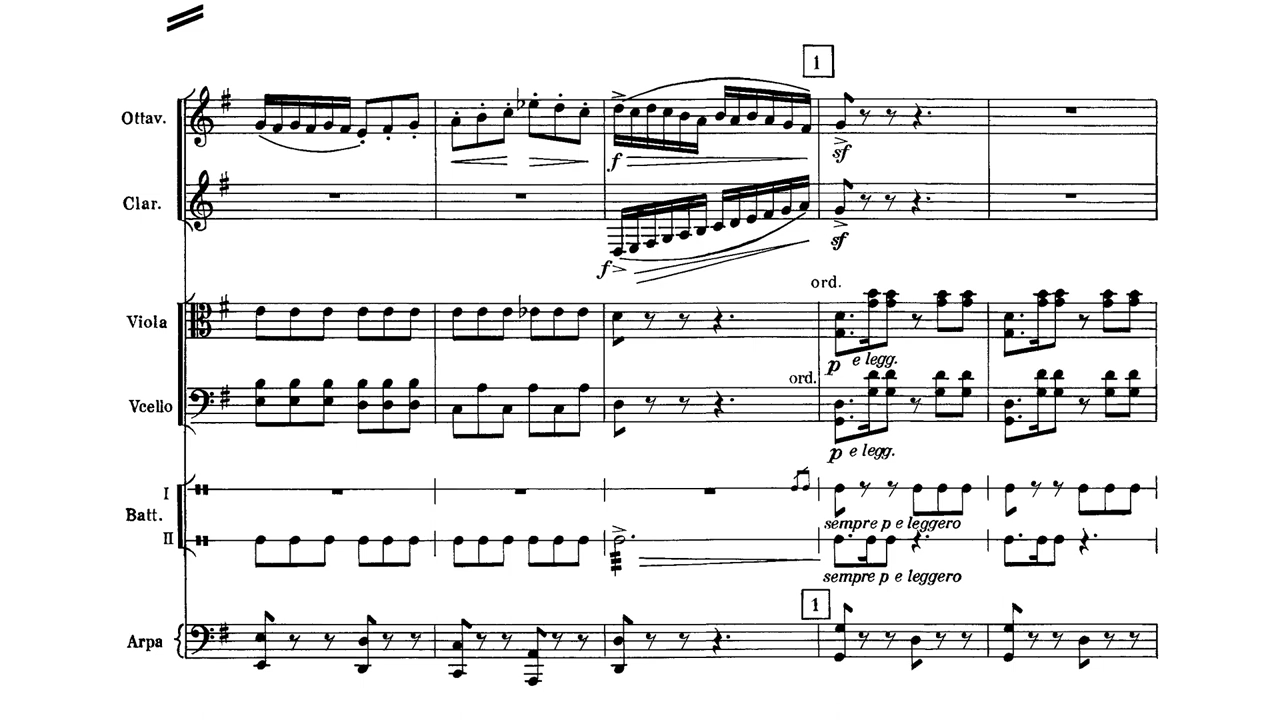 1
Ottav.
f
sf
Clar.
f
sf
ord.
Viola
p e legg.
ord.
Vcello
p e legg.
I
Batt.
sempre p e leggero
II
sempre p e leggero
1
Arpa